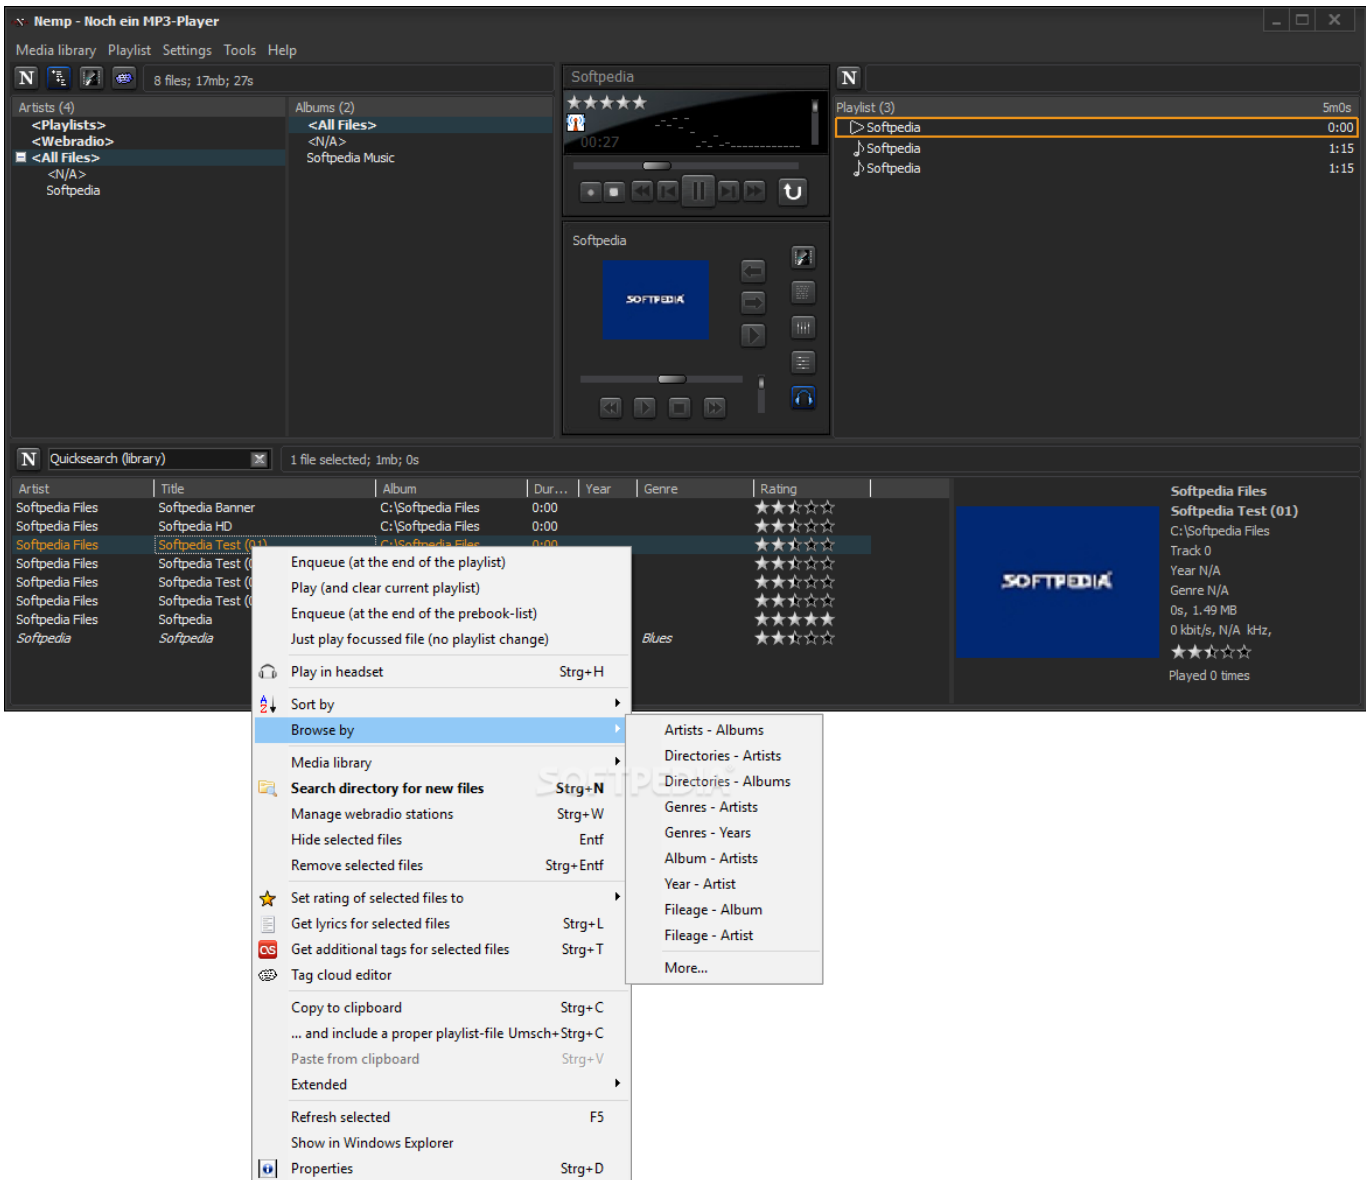 Nemp - Noch ein MP3-Player
Media library Playlist Settings Tools Help
N 8 files; 17mb; 27s
Artists (4)
<Playlists>
<Webradio>
<All Files>
<N/A>
Softpedia
Albums (2)
<All Files>
<N/A>
Softpedia Music
Softpedia
00:27
Softpedia
SOFTPEDIA
N
Playlist (3) 5m0s
Softpedia 0:00
Softpedia 1:15
Softpedia 1:15
N Quicksearch (library) 1 file selected; 1mb; 0s
Artist Title Album Dur... Year Genre Rating
Softpedia Files Softpedia Banner C:\Softpedia Files 0:00
Softpedia Files Softpedia HD C:\Softpedia Files 0:00
Softpedia Files Softpedia Test (01) C:\Softpedia Files 0:00
Softpedia Files Softpedia Test (
Softpedia Files Softpedia Test (
Softpedia Files Softpedia Test (
Softpedia Files Softpedia
Softpedia Softpedia Blues
SOFTPEDIA
Softpedia Files
Softpedia Test (01)
C:\Softpedia Files
Track 0
Year N/A
Genre N/A
0s, 1.49 MB
0 kbit/s, N/A kHz,
Played 0 times
Enqueue (at the end of the playlist)
Play (and clear current playlist)
Enqueue (at the end of the prebook-list)
Just play focussed file (no playlist change)
Play in headset Strg+H
Sort by
Browse by
Media library
Search directory for new files Strg+N
Manage webradio stations Strg+W
Hide selected files Entf
Remove selected files Strg+Entf
Set rating of selected files to
Get lyrics for selected files Strg+L
Get additional tags for selected files Strg+T
Tag cloud editor
Copy to clipboard Strg+C
... and include a proper playlist-file Umsch+Strg+C
Paste from clipboard Strg+V
Extended
Refresh selected F5
Show in Windows Explorer
Properties Strg+D
Artists - Albums
Directories - Artists
Directories - Albums
Genres - Artists
Genres - Years
Album - Artists
Year - Artist
Fileage - Album
Fileage - Artist
More...
SOFTPEDIA